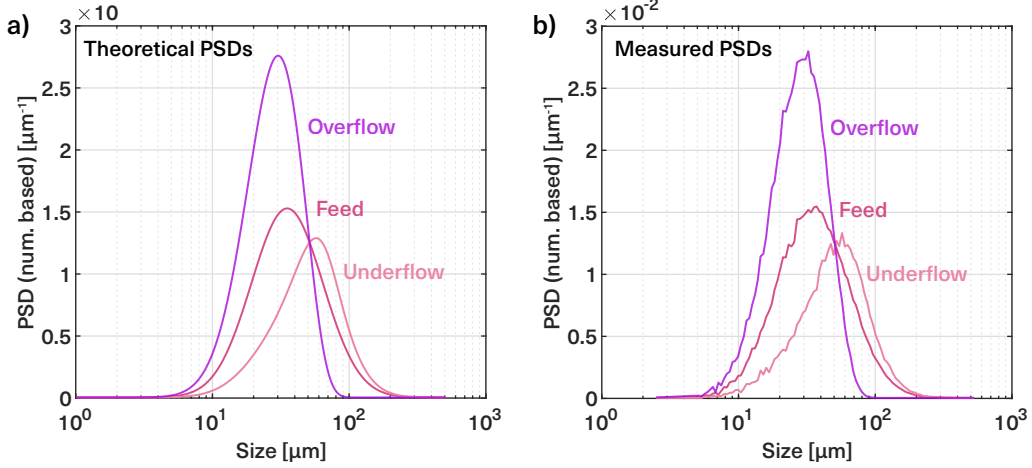 a)
×10
Theoretical PSDs
3
2.5
2
1.5
1
0.5
0
PSD (num. based) [μm⁻¹]
Overflow
Feed
Underflow
10⁰ 10¹ 10² 10³
Size [μm]
b)
×10⁻²
Measured PSDs
3
2.5
2
1.5
1
0.5
0
PSD (num. based) [μm⁻¹]
Overflow
Feed
Underflow
10⁰ 10¹ 10² 10³
Size [μm]